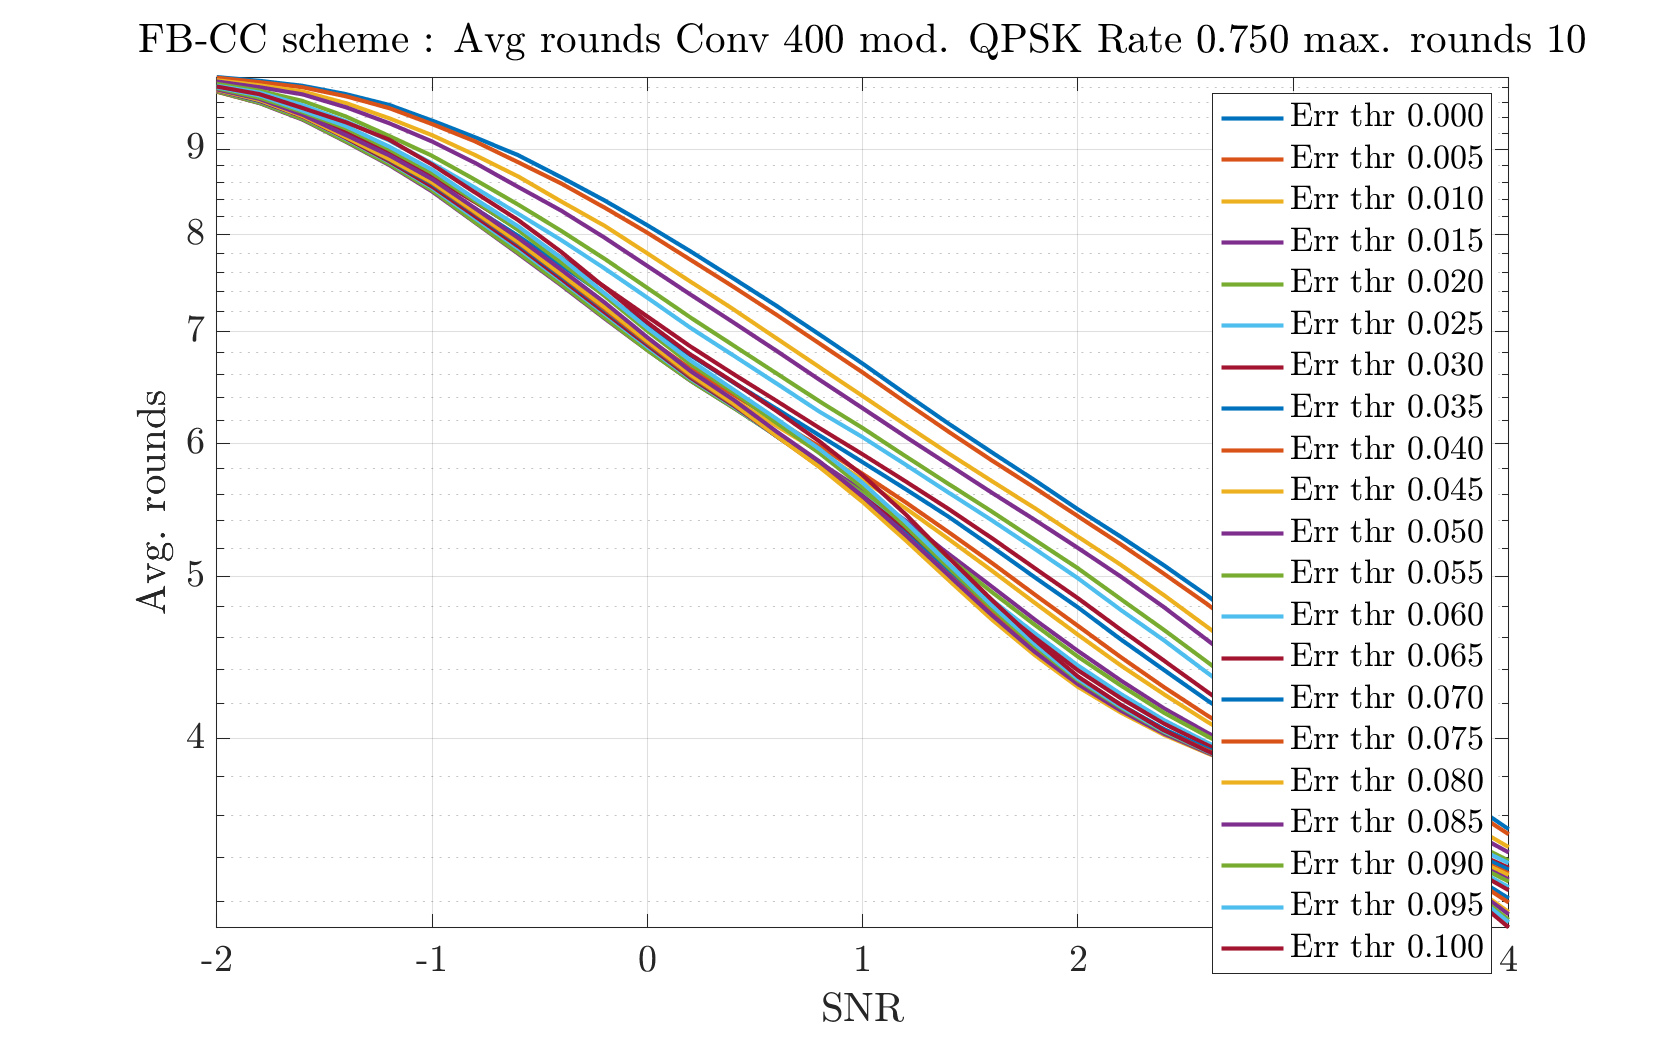 FB-CC scheme : Avg rounds Conv 400 mod. QPSK Rate 0.750 max. rounds 10
Avg. rounds
9
8
7
6
5
4
-2 -1 0 1 2 4
SNR
Err thr 0.000
Err thr 0.005
Err thr 0.010
Err thr 0.015
Err thr 0.020
Err thr 0.025
Err thr 0.030
Err thr 0.035
Err thr 0.040
Err thr 0.045
Err thr 0.050
Err thr 0.055
Err thr 0.060
Err thr 0.065
Err thr 0.070
Err thr 0.075
Err thr 0.080
Err thr 0.085
Err thr 0.090
Err thr 0.095
Err thr 0.100